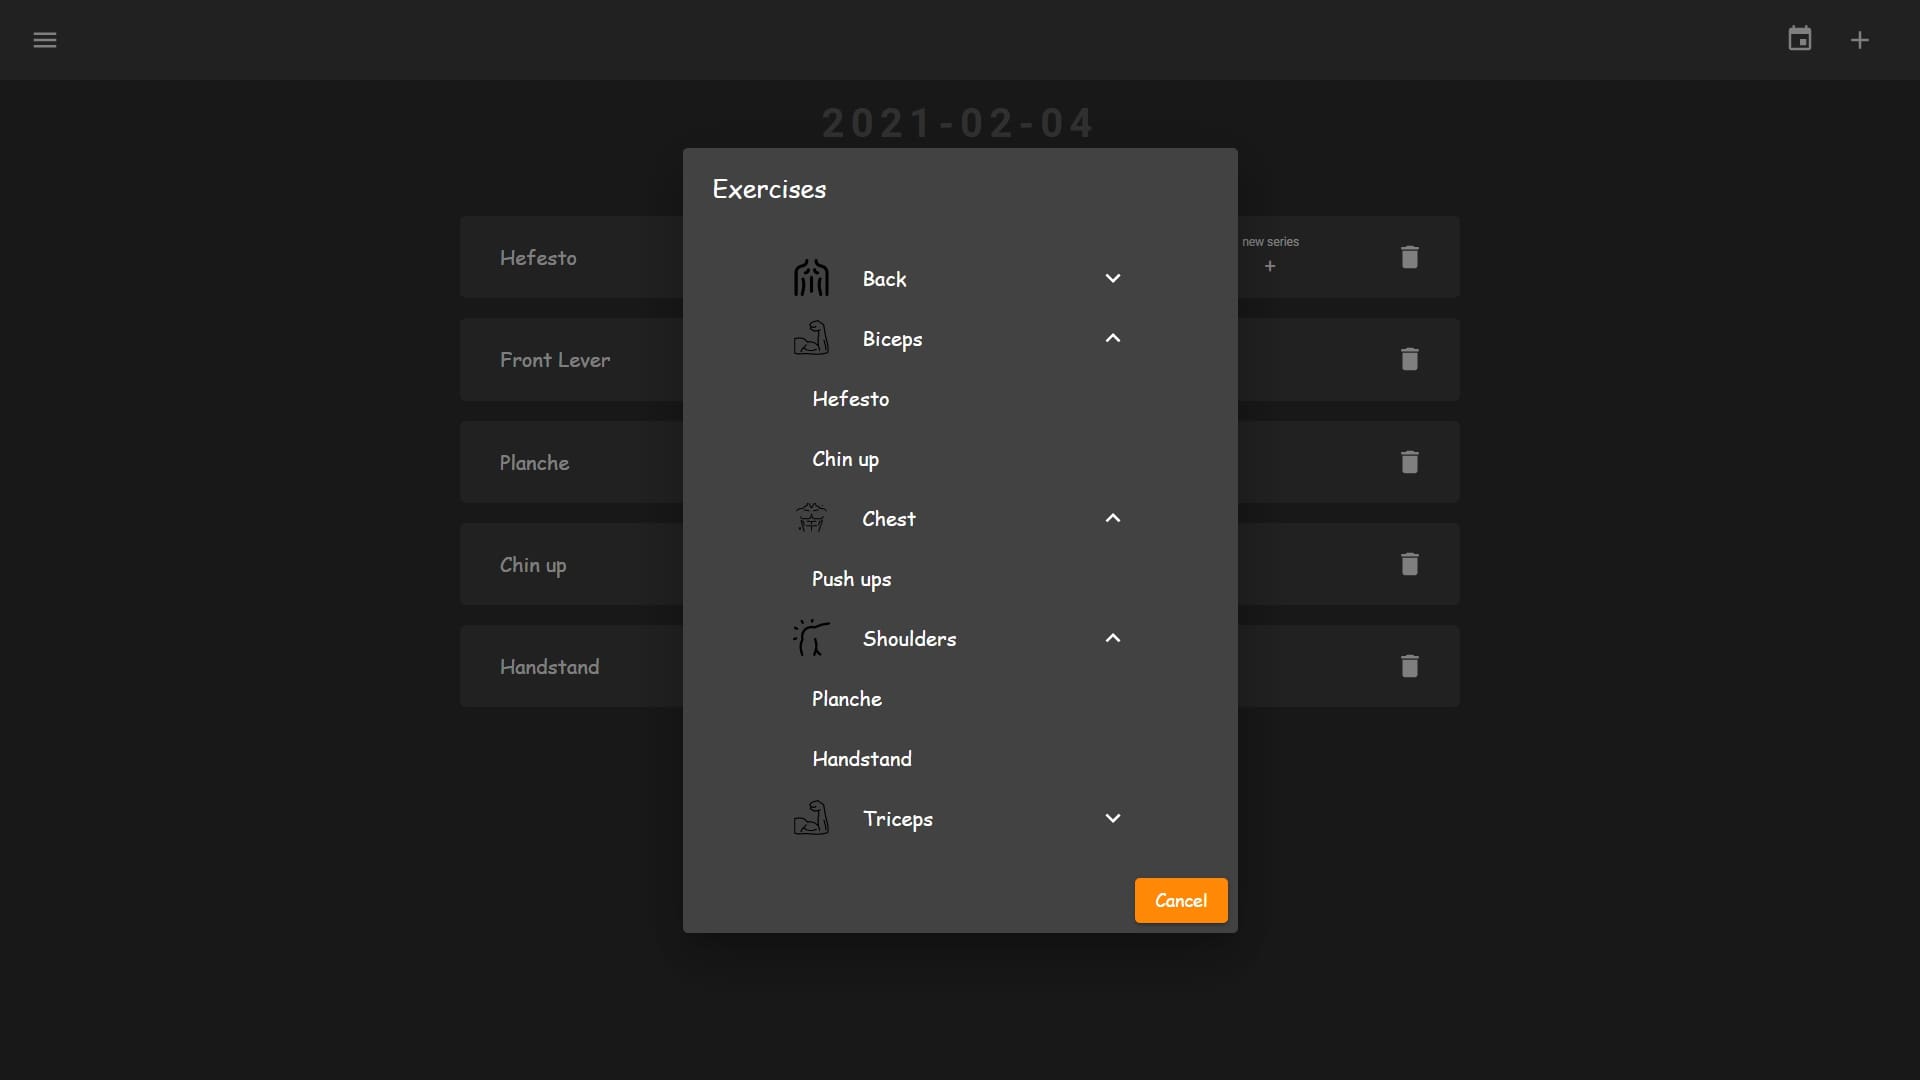 2021-02-04
Exercises
Hefesto
new series
+
Front Lever
Planche
Chin up
Handstand
Back
Biceps
Hefesto
Chin up
Chest
Push ups
Shoulders
Planche
Handstand
Triceps
Cancel